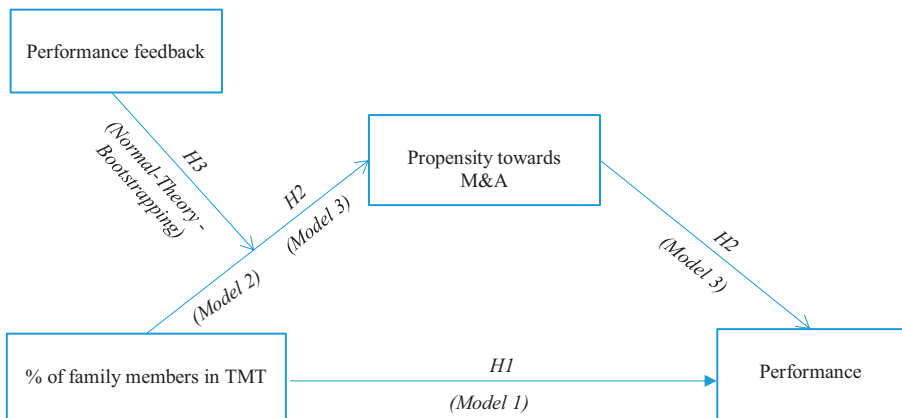 Performance feedback
H3
(Normal-Theory -
Bootstrapping)
Propensity towards
M&A
H2
(Model 3)
(Model 2)
H2
(Model 3)
% of family members in TMT
H1
(Model 1)
Performance